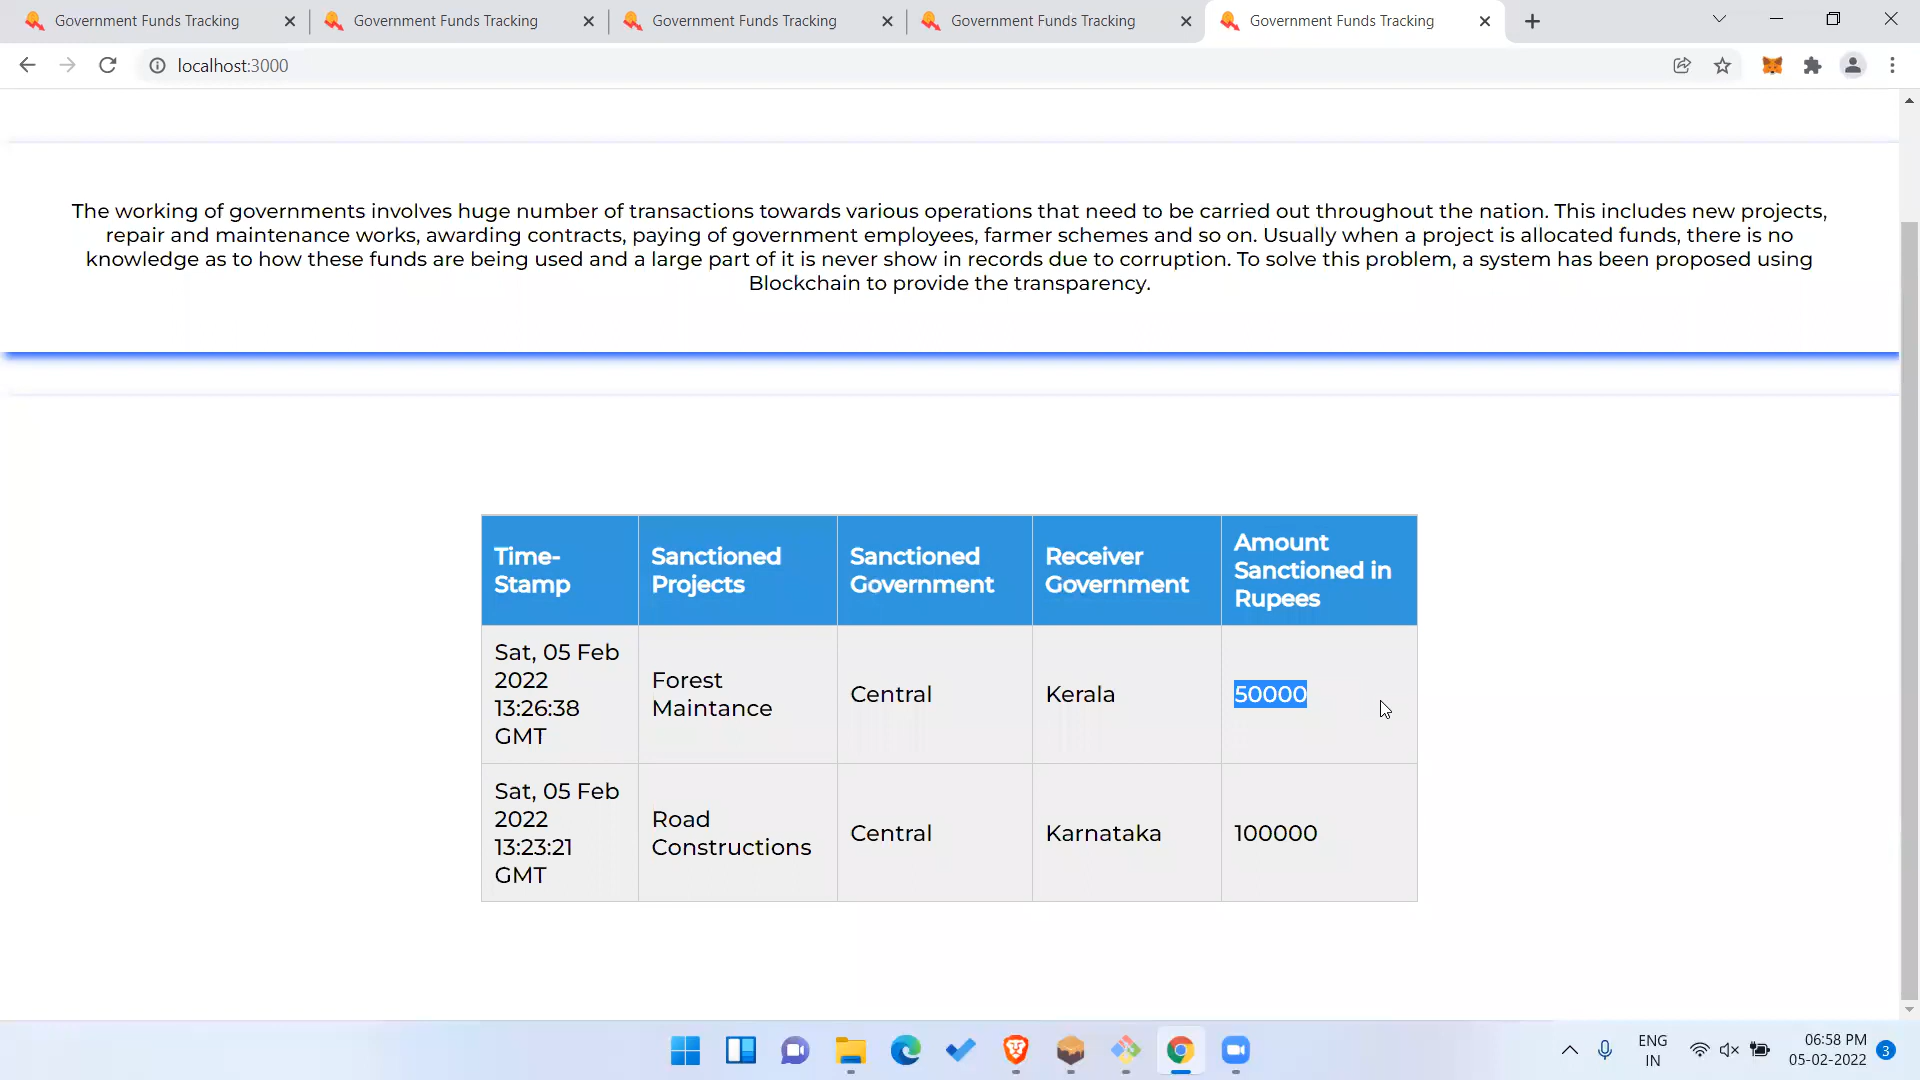 Government Funds Tracking
Government Funds Tracking
Government Funds Tracking
Government Funds Tracking
Government Funds Tracking
localhost:3000
The working of governments involves huge number of transactions towards various operations that need to be carried out throughout the nation. This includes new projects,
repair and maintenance works, awarding contracts, paying of government employees, farmer schemes and so on. Usually when a project is allocated funds, there is no
knowledge as to how these funds are being used and a large part of it is never show in records due to corruption. To solve this problem, a system has been proposed using
Blockchain to provide the transparency.
Time-
Stamp
Sanctioned
Projects
Sanctioned
Government
Receiver
Government
Amount
Sanctioned in
Rupees
Sat, 05 Feb
2022
13:26:38
GMT
Forest
Maintance
Central
Kerala
50000
Sat, 05 Feb
2022
13:23:21
GMT
Road
Constructions
Central
Karnataka
100000
ENG
IN
06:58 PM
05-02-2022
3